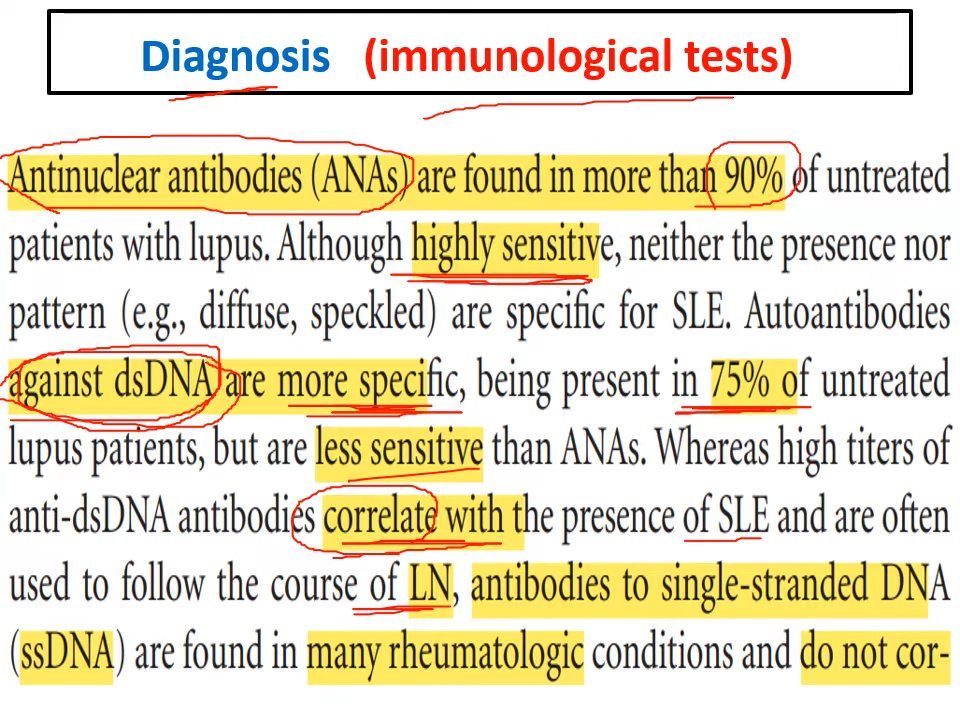 Diagnosis (immunological tests)
Antinuclear antibodies (ANAs) are found in more than 90% of untreated
patients with lupus. Although highly sensitive, neither the presence nor
pattern (e.g., diffuse, speckled) are specific for SLE. Autoantibodies
against dsDNA are more specific, being present in 75% of untreated
lupus patients, but are less sensitive than ANAs. Whereas high titers of
anti-dsDNA antibodies correlate with the presence of SLE and are often
used to follow the course of LN, antibodies to single-stranded DNA
(ssDNA) are found in many rheumatologic conditions and do not cor-